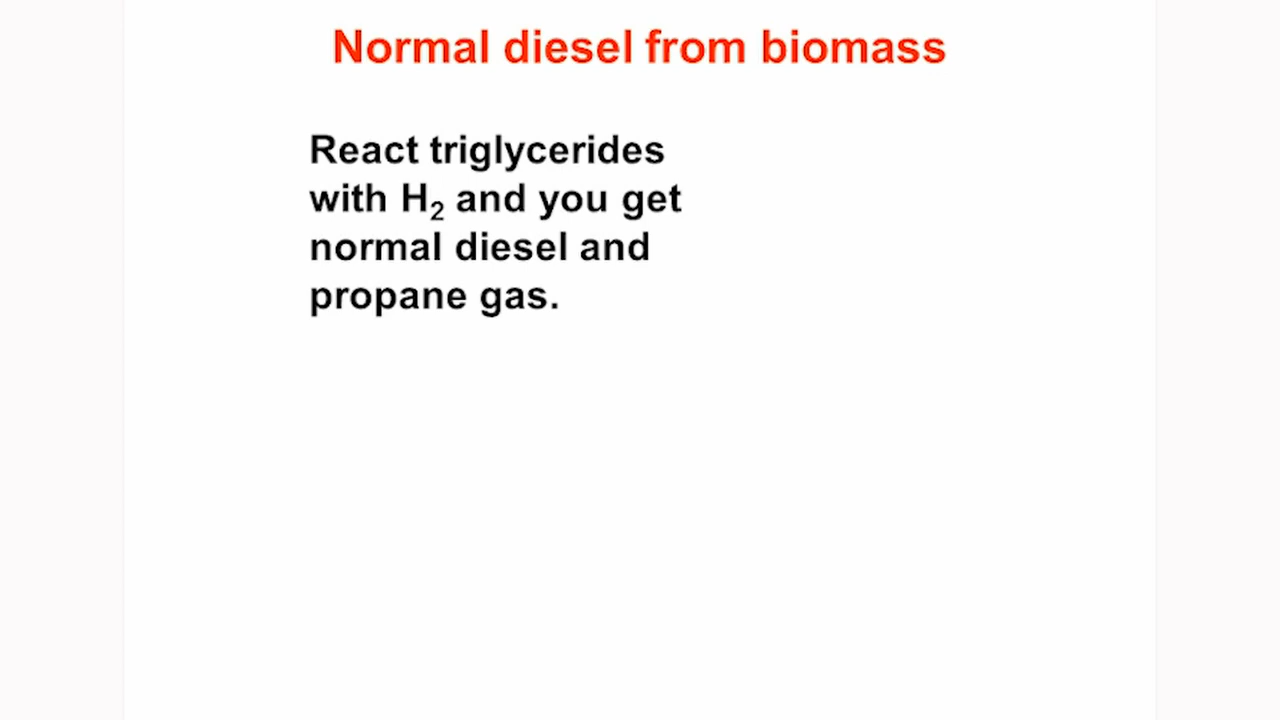 Normal diesel from biomass
React triglycerides
with H₂ and you get
normal diesel and
propane gas.